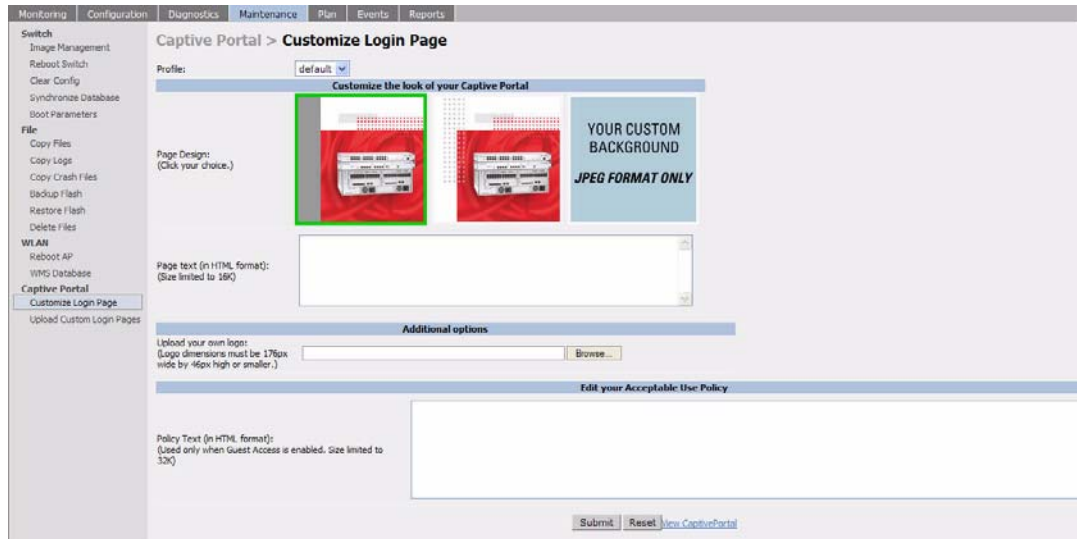 Monitoring Configuration Diagnostics Maintenance Plan Events Reports
Switch
Image Management
Reboot Switch
Clear Config
Synchronize Database
Boot Parameters
File
Copy Files
Copy Logs
Copy Crash Files
Backup Flash
Restore Flash
Delete Files
WLAN
Reboot AP
WMS Database
Captive Portal
Customize Login Page
Upload Custom Login Pages
Captive Portal > Customize Login Page
Profile: default
Customize the look of your Captive Portal
Page Design:
(Click your choice.)
YOUR CUSTOM
BACKGROUND
JPEG FORMAT ONLY
Page text (in HTML format):
(Size limited to 16K)
Additional options
Upload your own logo:
(Logo dimensions must be 176px
wide by 46px high or smaller.)
Browse...
Edit your Acceptable Use Policy
Policy Text (in HTML format):
(Used only when Guest Access is enabled. Size limited to
32K)
Submit Reset View CaptivePortal